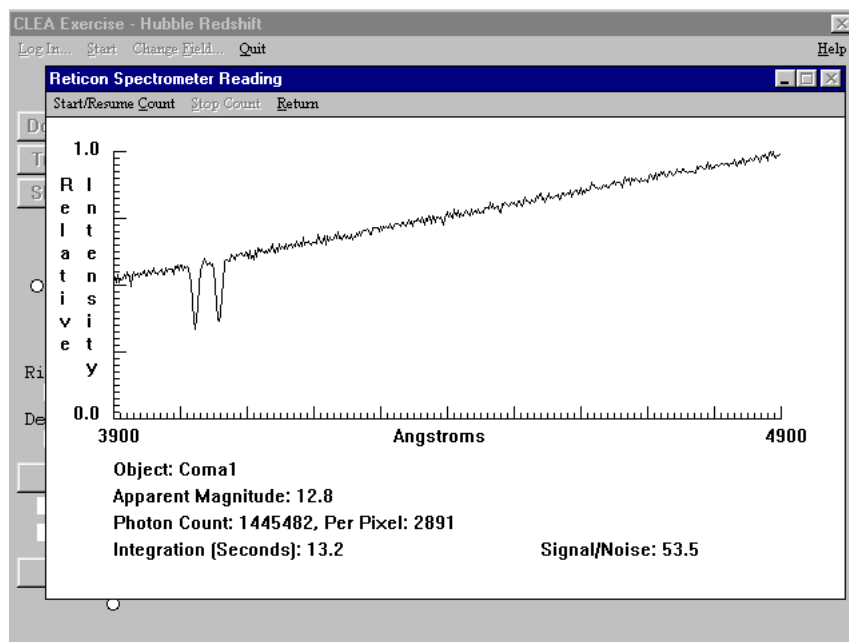 CLEA Exercise - Hubble Redshift
Log In... Start Change Field... Quit Help
Reticon Spectrometer Reading
Start/Resume Count Stop Count Return
1.0
Relative Intensity
0.0
3900 Angstroms 4900
Object: Coma1
Apparent Magnitude: 12.8
Photon Count: 1445482, Per Pixel: 2891
Integration (Seconds): 13.2 Signal/Noise: 53.5